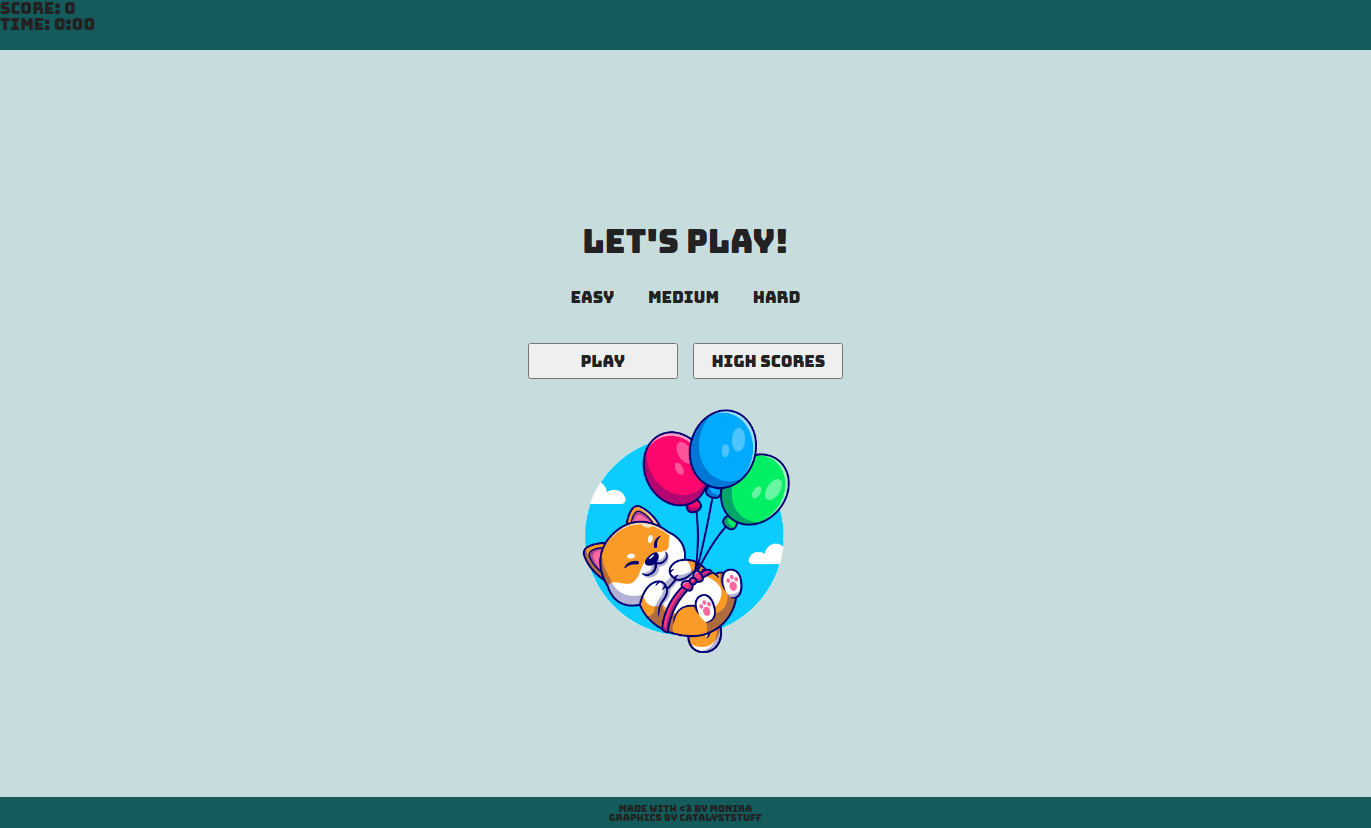 SCORE: 0
TIME: 0:00
LET'S PLAY!
EASY MEDIUM HARD
PLAY HIGH SCORES
MADE WITH <3 BY MONIKA
GRAPHICS BY CATALYSTSTUFF